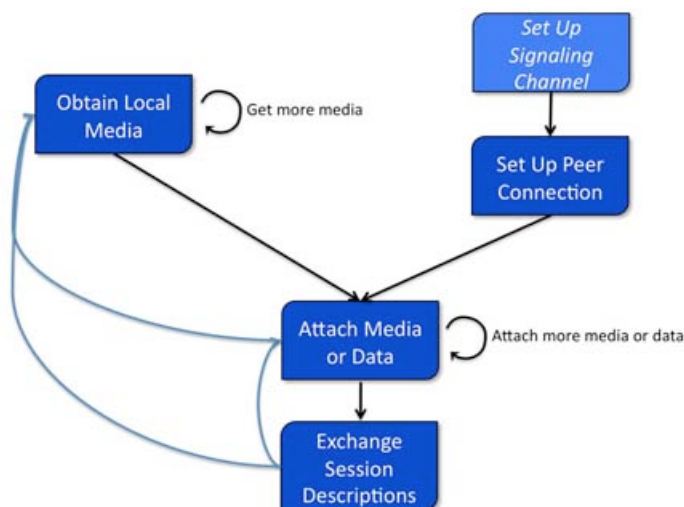 Set Up
Signaling
Channel
Obtain Local
Media
Get more media
Set Up Peer
Connection
Attach Media
or Data
Attach more media or data
Exchange
Session
Descriptions